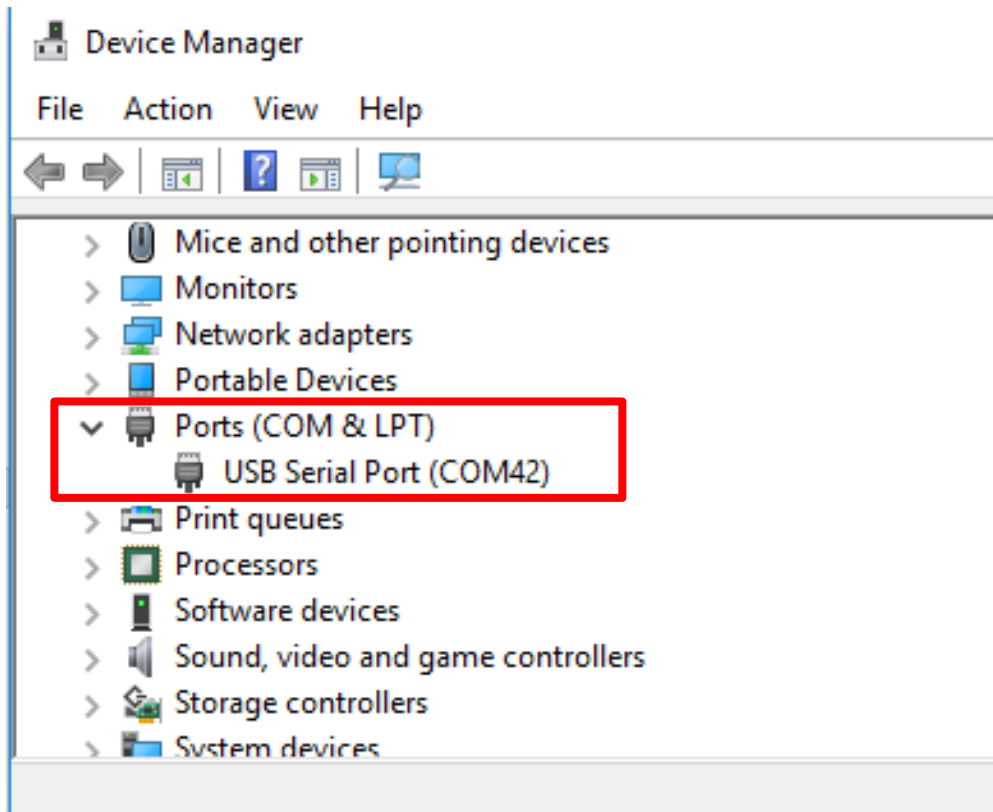 Device Manager
File Action View Help
Mice and other pointing devices
Monitors
Network adapters
Portable Devices
Ports (COM & LPT)
USB Serial Port (COM42)
Print queues
Processors
Software devices
Sound, video and game controllers
Storage controllers
System devices